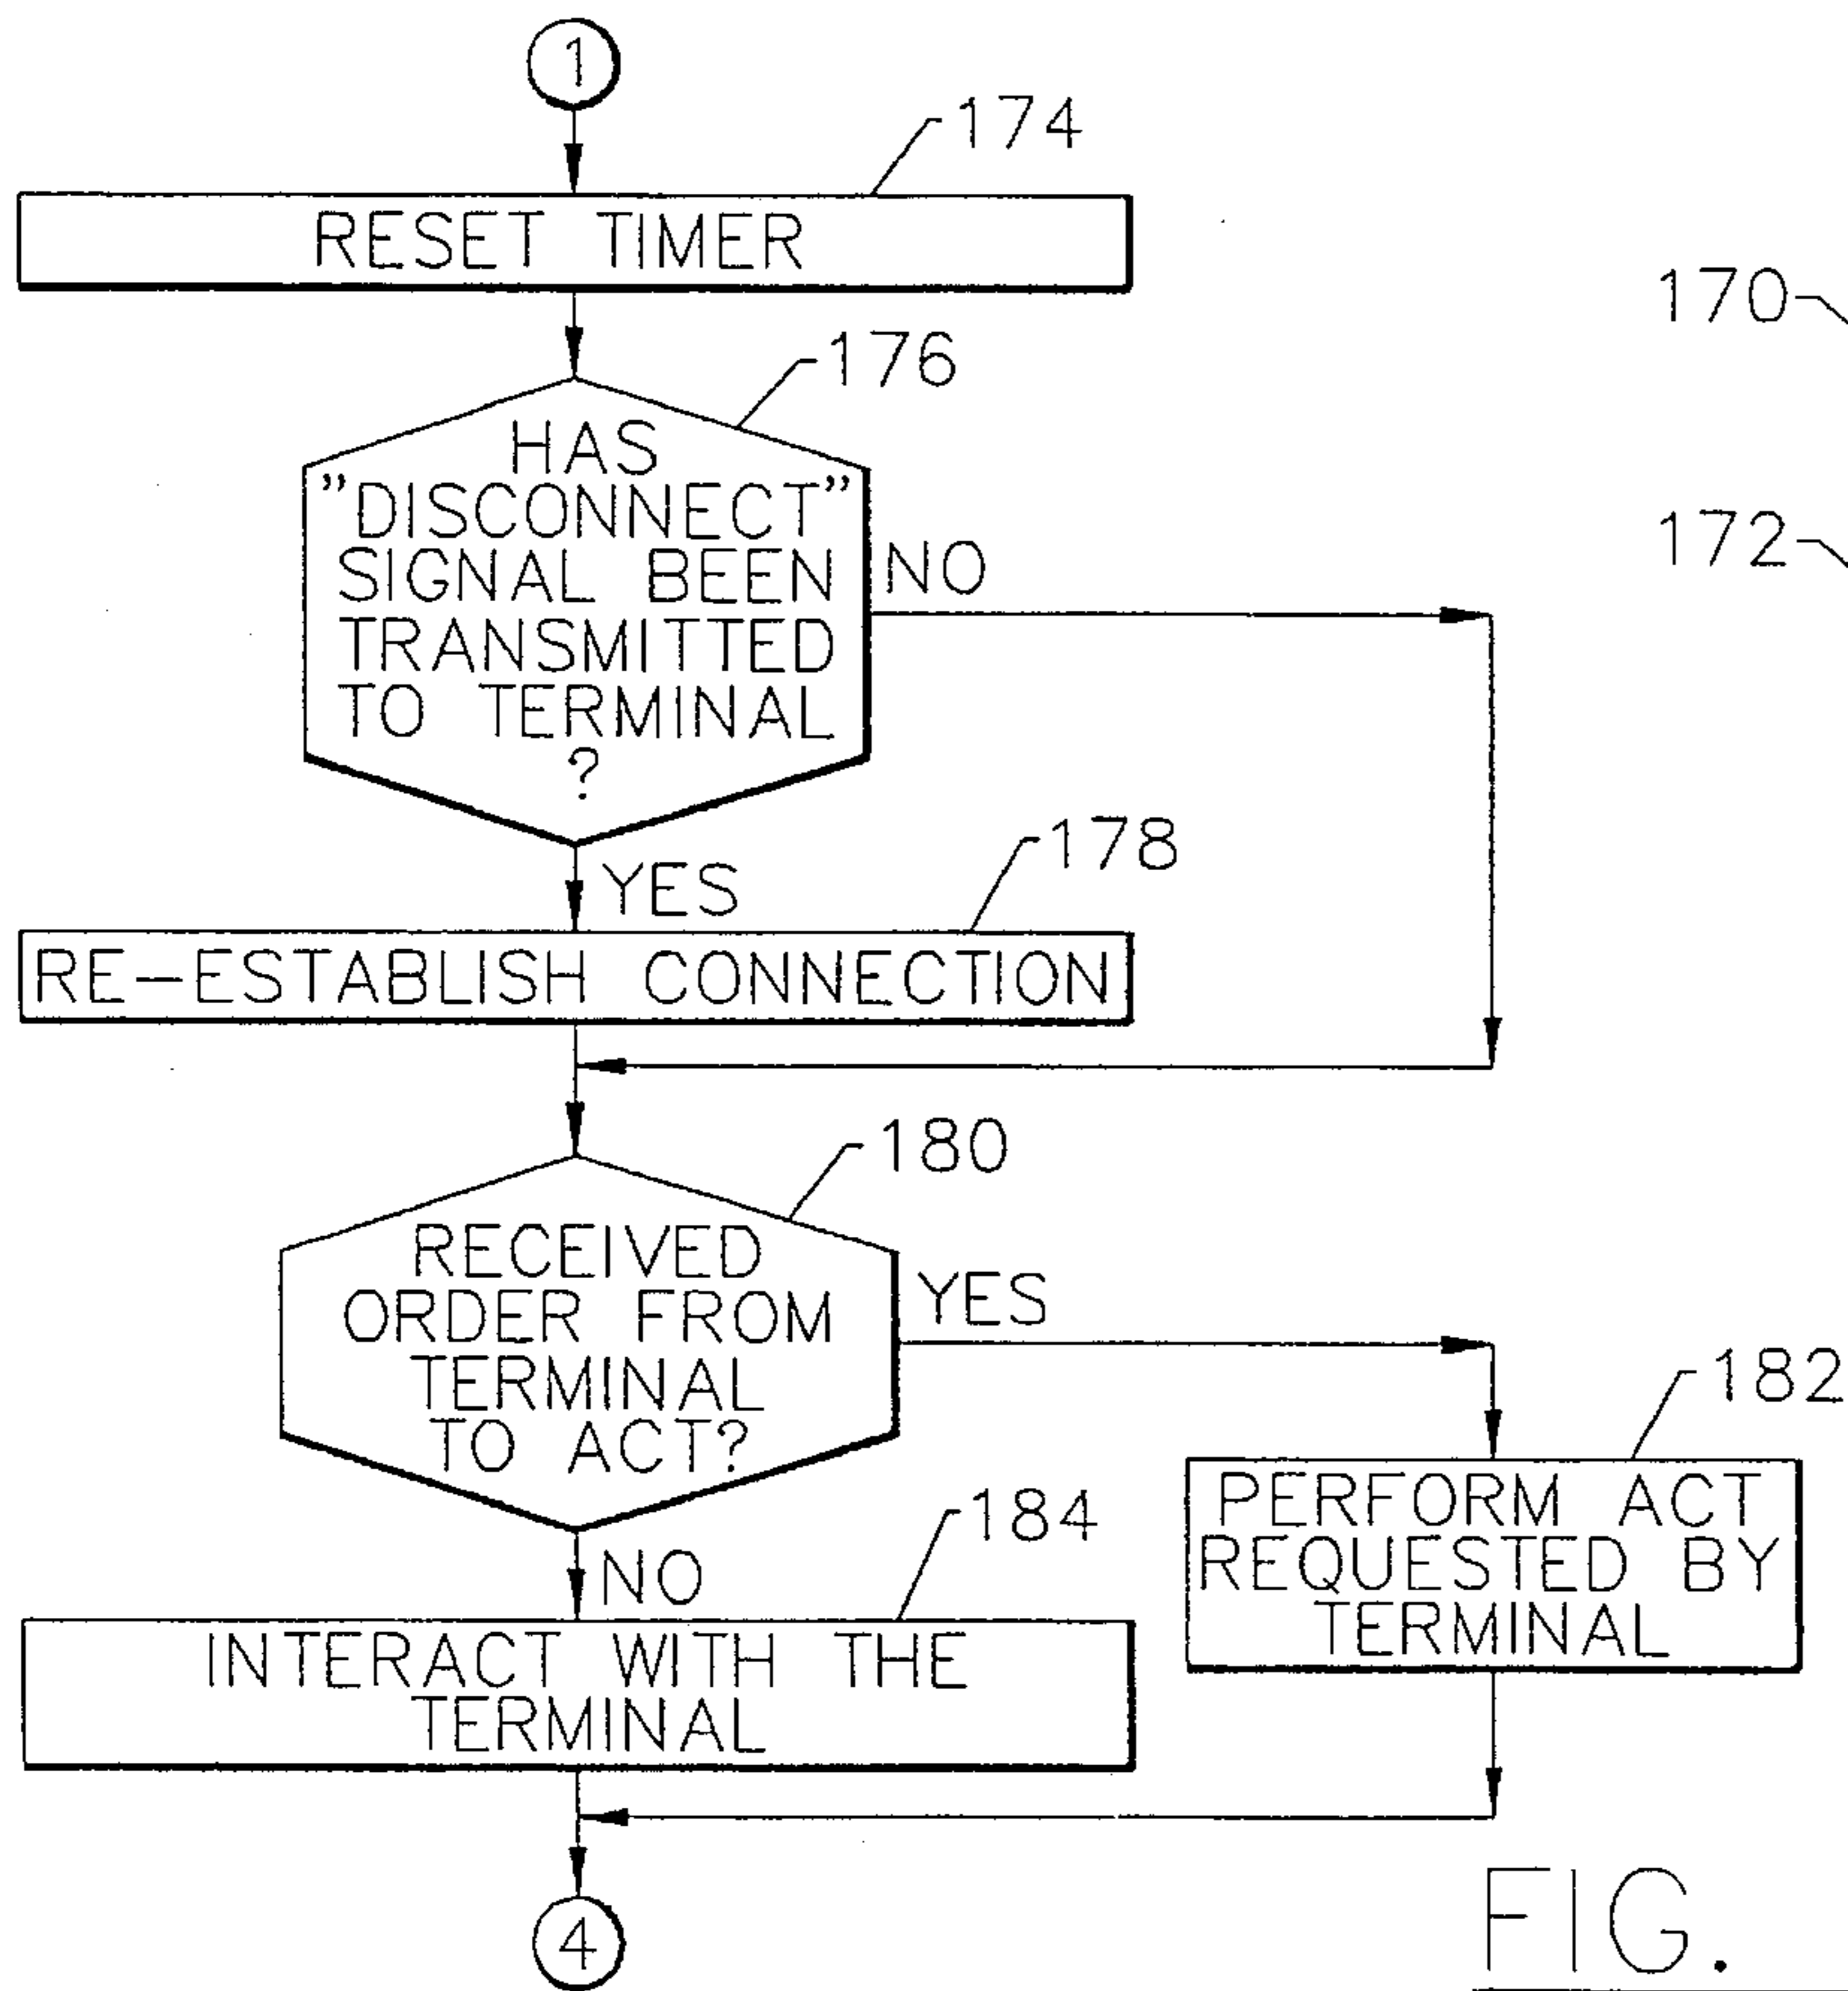 1
174
RESET TIMER
170
176
HAS
"DISCONNECT"
SIGNAL BEEN
TRANSMITTED
TO TERMINAL
?
NO
172
YES
178
RE-ESTABLISH CONNECTION
180
RECEIVED
ORDER FROM
TERMINAL
TO ACT?
YES
182
PERFORM ACT
REQUESTED BY
TERMINAL
NO
184
INTERACT WITH THE
TERMINAL
4
FIG.